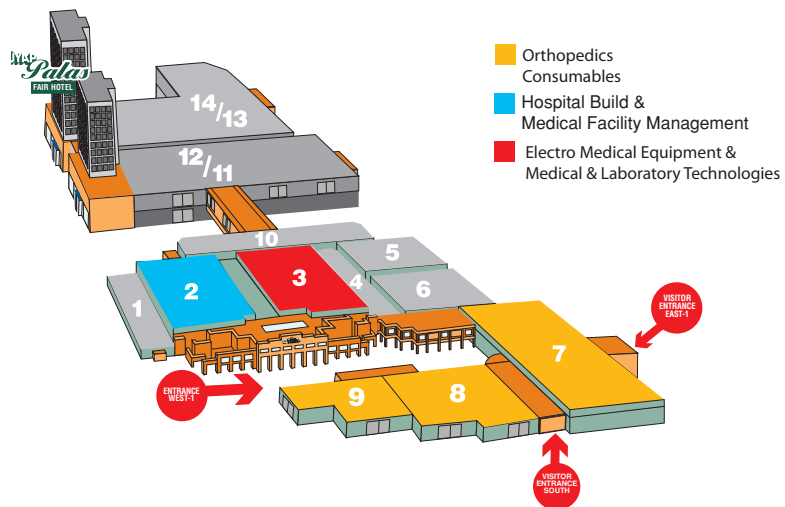 Palas
FAIR HOTEL
Orthopedics
Consumables
Hospital Build &
Medical Facility Management
Electro Medical Equipment &
Medical & Laboratory Technologies
14/13
12/11
10
5
3
4
6
2
1
7
8
9
VISITOR
ENTRANCE
EAST-1
ENTRANCE
WEST-1
VISITOR
ENTRANCE
SOUTH